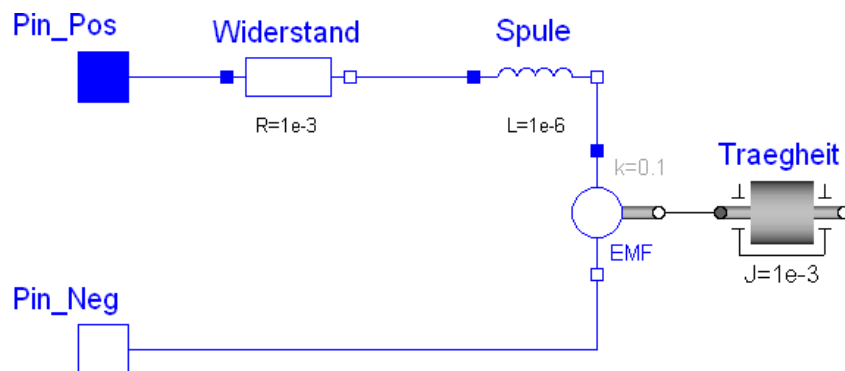 Pin_Pos
Widerstand
Spule
R=1e-3
L=1e-6
k=0.1
Traegheit
EMF
J=1e-3
Pin_Neg